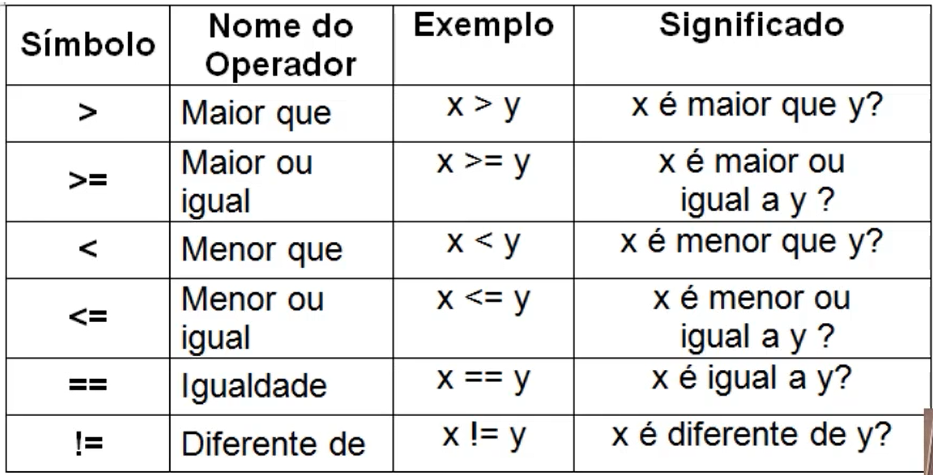 Símbolo Nome do Operador Exemplo Significado
> Maior que x > y x é maior que y?
>= Maior ou igual x >= y x é maior ou igual a y ?
< Menor que x < y x é menor que y?
<= Menor ou igual x <= y x é menor ou igual a y ?
== Igualdade x == y x é igual a y?
!= Diferente de x != y x é diferente de y?